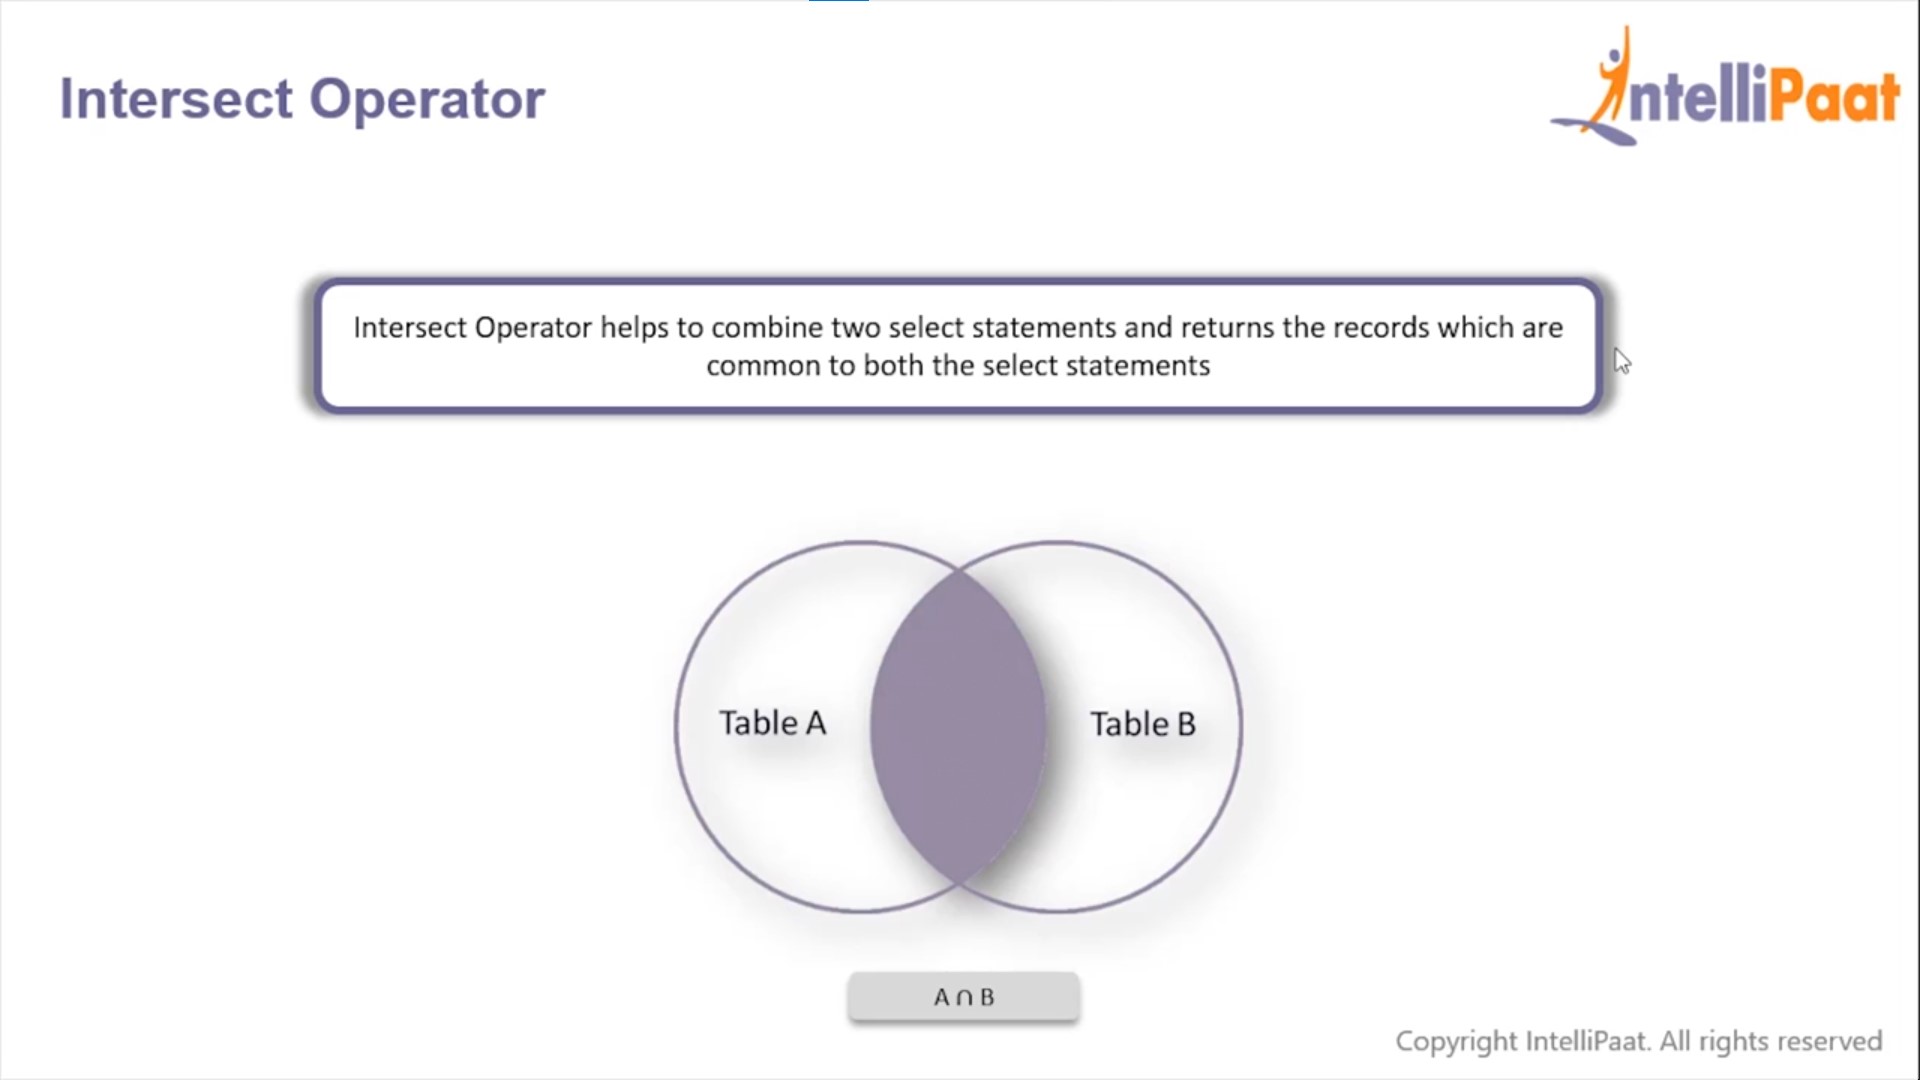 Intersect Operator
IntelliPaat
Intersect Operator helps to combine two select statements and returns the records which are
common to both the select statements
Table A
Table B
A ∩ B
Copyright IntelliPaat. All rights reserved